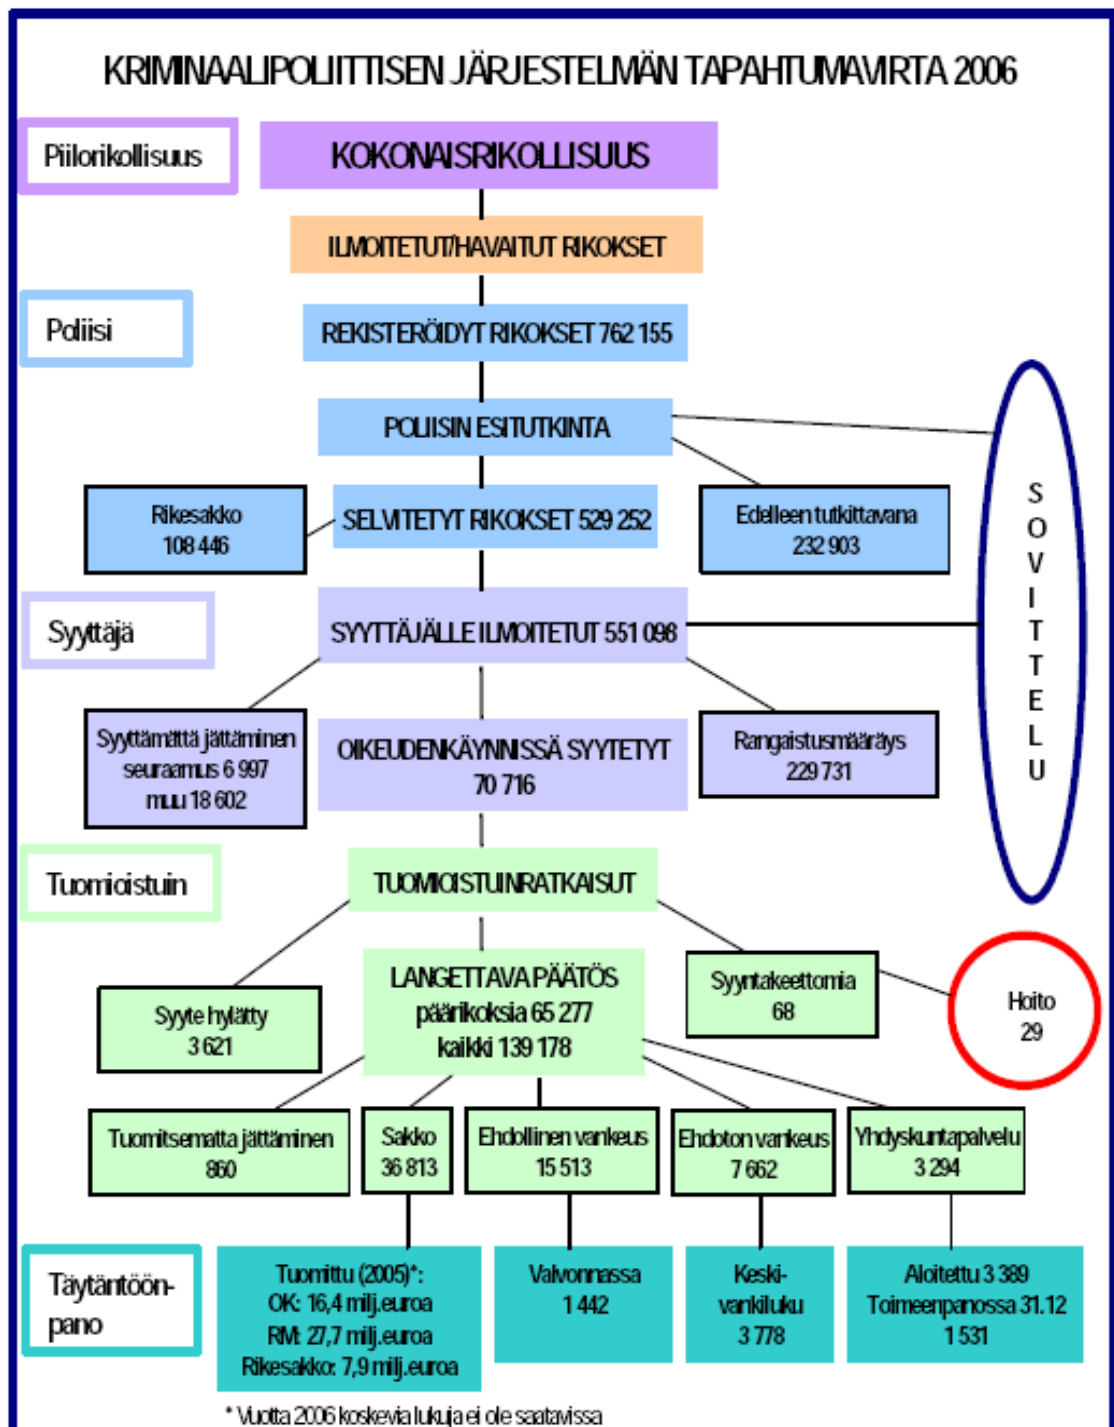 KRIMINAALIPOLIITTISEN JÄRJESTELMÄN TAPAHTUMAVIRTA 2006
Piilorikollisuus
KOKONAISRIKOLLISUUS
ILMOITETUT/HAVAITUT RIKOKSET
Poliisi
REKISTERÖIDYT RIKOKSET 762 155
POLIISIN ESITUTKINTA
Rikesakko
108 446
SELVITETYT RIKOKSET 529 252
Edelleen tutkittavana
232 903
SOVITTELU
Syyttäjä
SYYTTÄJÄLLE ILMOITETUT 551 098
Syyttämättä jättäminen
seuraamus 6 997
muu 18 602
OIKEUDENKÄYNNISSÄ SYYTETYT
70 716
Rangaistusmääräys
229 731
Tuomioistuin
TUOMIOISTUINRATKAISUT
Syyte hylätty
3 621
LANGETTAVA PÄÄTÖS
päärikoksia 65 277
kaikki 139 178
Syyntakeettomia
68
Hoito
29
Tuomitsematta jättäminen
860
Sakko
36 813
Ehdollinen vankeus
15 513
Ehdoton vankeus
7 662
Yhdyskuntapalvelu
3 294
Täytäntöön-
pano
Tuomittu (2005)*:
OK: 16,4 milj.euroa
RM: 27,7 milj.euroa
Rikesakko: 7,9 milj.euroa
Valvonnassa
1 442
Keski-
vankiluku
3 778
Aloitettu 3 389
Toimeenpanossa 31.12
1 531
* Vuotta 2006 koskevia lukuja ei ole saatavissa